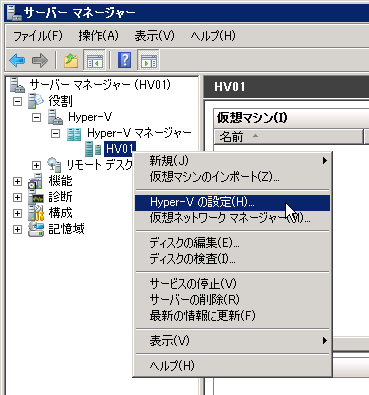 サーバー マネージャー
ファイル(F) 操作(A) 表示(V) ヘルプ(H)
サーバー マネージャー (HV01)
役割
Hyper-V
Hyper-V マネージャー
HV01
機能
診断
構成
記憶域
HV01
仮想マシン(I)
名前
新規(J)
仮想マシンのインポート(Z)...
Hyper-V の設定(H)...
仮想ネットワーク マネージャー(M)...
ディスクの編集(E)...
ディスクの検査(I)...
サービスの停止(V)
サーバーの削除(R)
最新の情報に更新(F)
表示(V)
ヘルプ(H)
リモート デスク